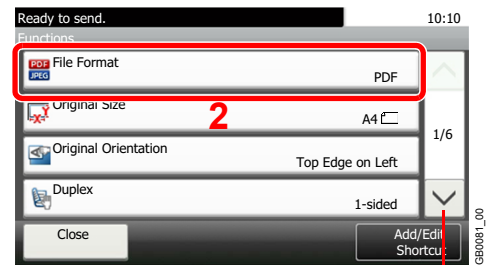 Ready to send. 10:10
Functions
PDF JPEG File Format
PDF
Original Size
2
A4
1/6
Original Orientation
Top Edge on Left
Duplex
1-sided
Close
Add/Edit
Shortcut
GB0081_00